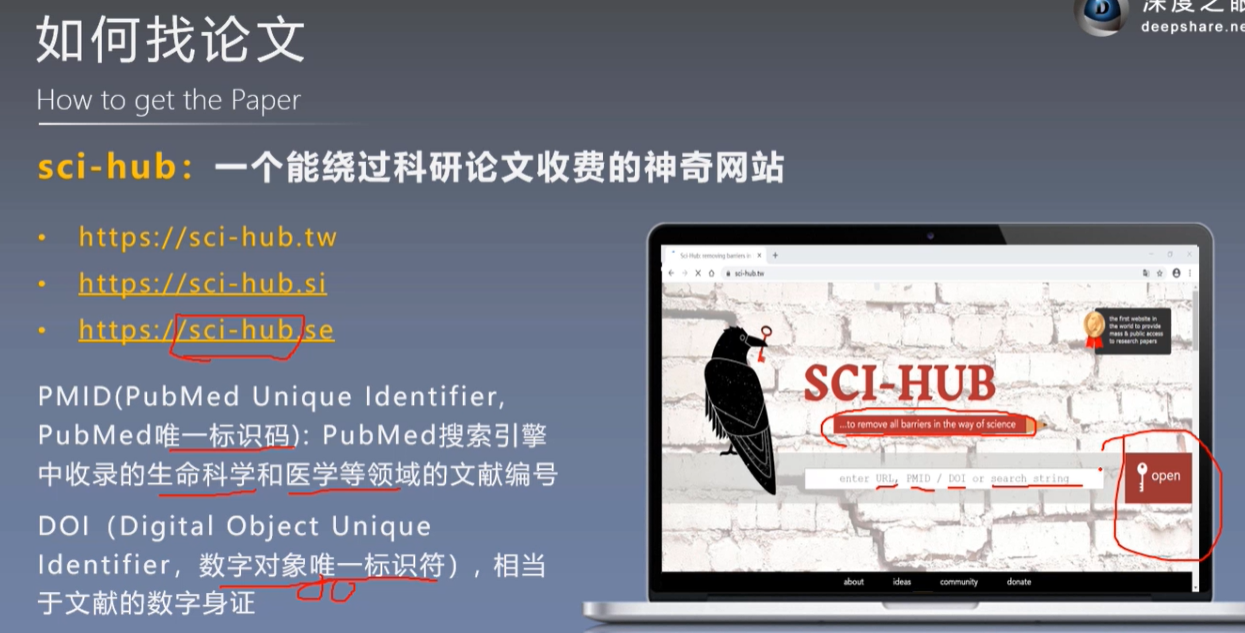 如何找论文
How to get the Paper
深度之眼
deepshare.ne
sci-hub：一个能绕过科研论文收费的神奇网站
• https://sci-hub.tw
• https://sci-hub.si
• https://sci-hub.se
PMID(PubMed Unique Identifier,
PubMed唯一标识码): PubMed搜索引擎
中收录的生命科学和医学等领域的文献编号
DOI（Digital Object Unique
Identifier，数字对象唯一标识符）, 相当
于文献的数字身证
Sci-Hub: removing barriers in
sci-hub.tw
the first website in
the world to provide
mass & public access
to research papers
SCI-HUB
...to remove all barriers in the way of science
enter URL, PMID / DOI or search string
open
about ideas community donate